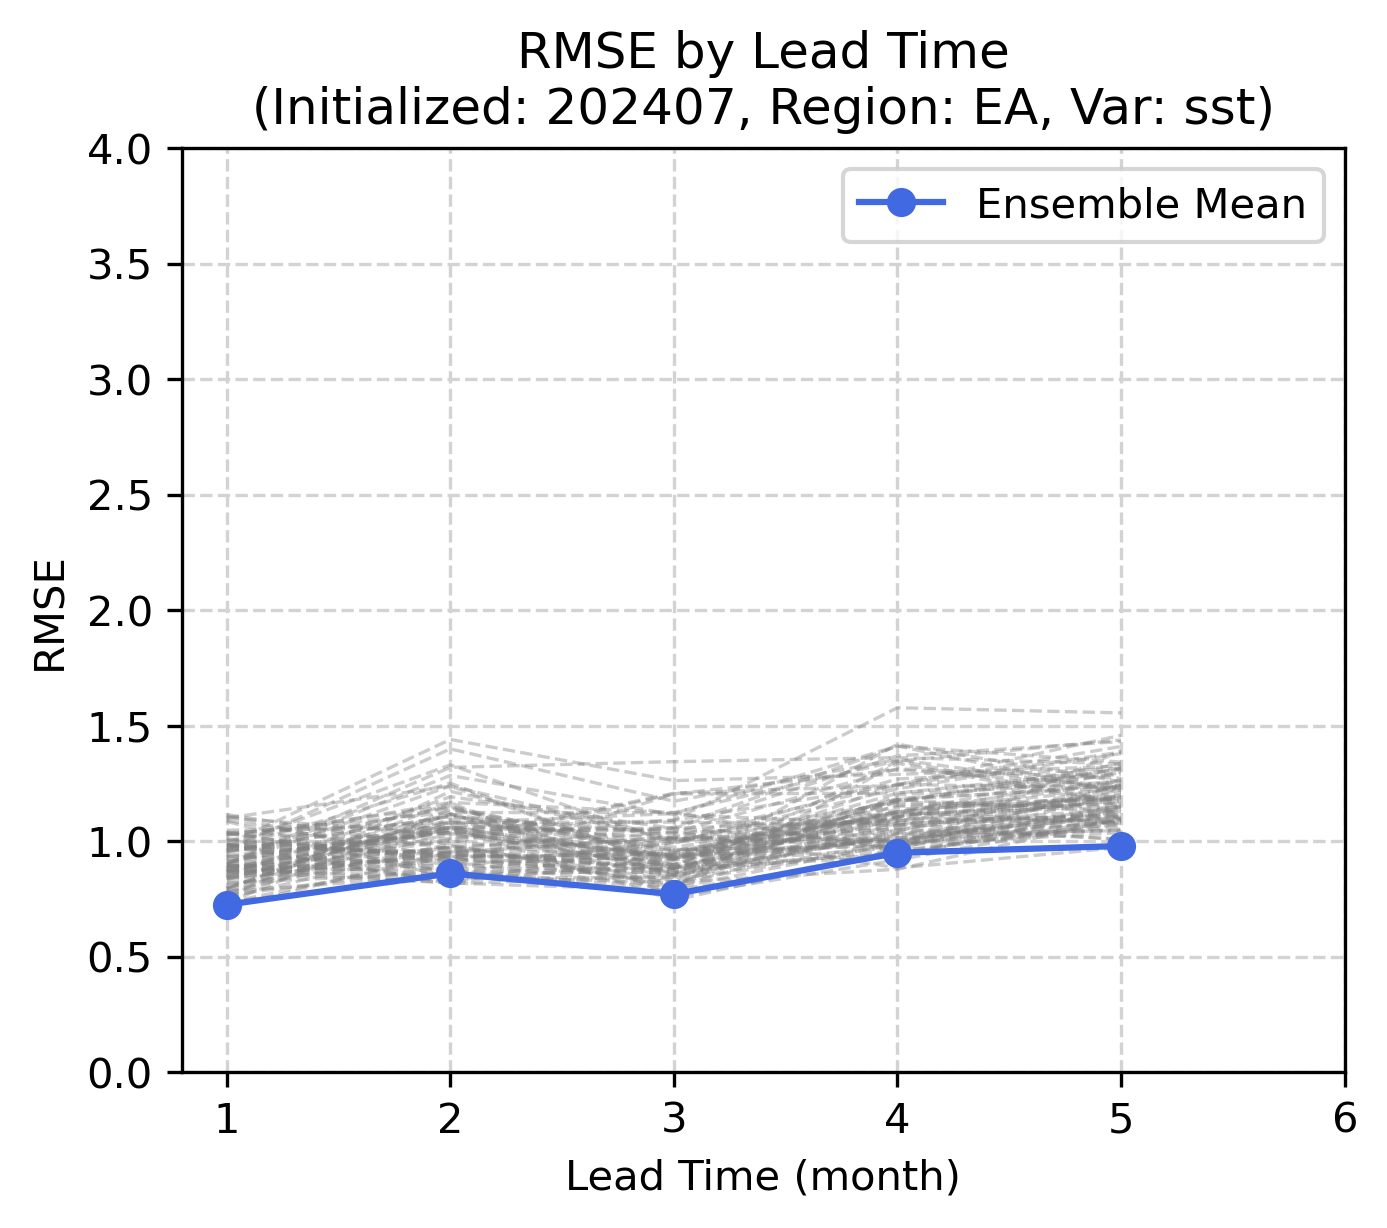 RMSE by Lead Time
(Initialized: 202407, Region: EA, Var: sst)
4.0
3.5
3.0
2.5
2.0
1.5
1.0
0.5
0.0
RMSE
Ensemble Mean
1 2 3 4 5 6
Lead Time (month)